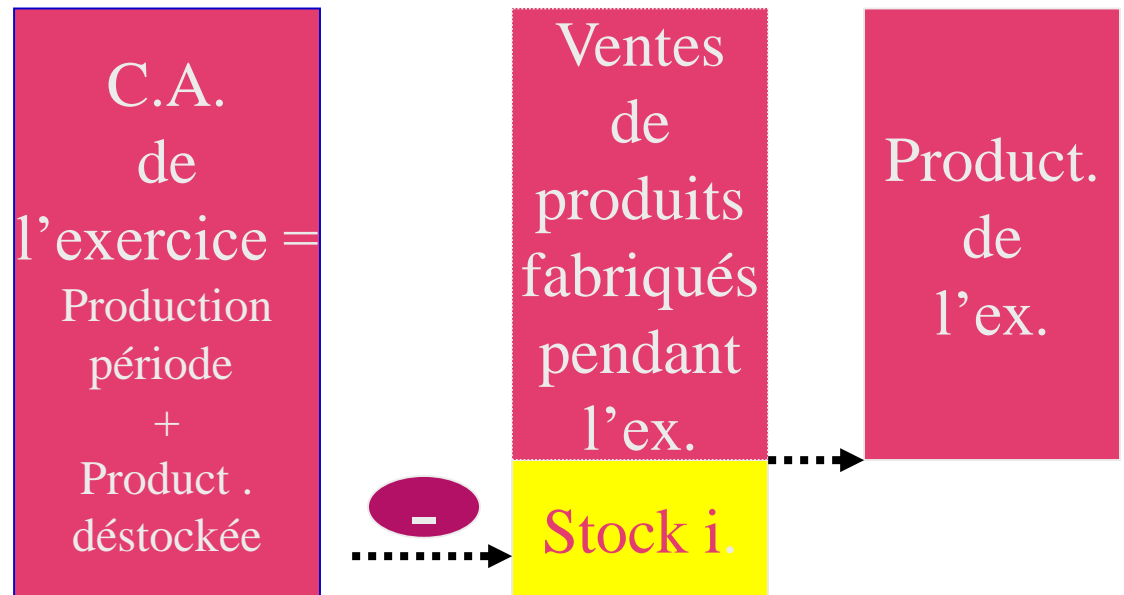 C.A.
de
l’exercice =
Production
période
+
Product .
déstockée
-
Ventes
de
produits
fabriqués
pendant
l’ex.
Stock i.
Product.
de
l’ex.